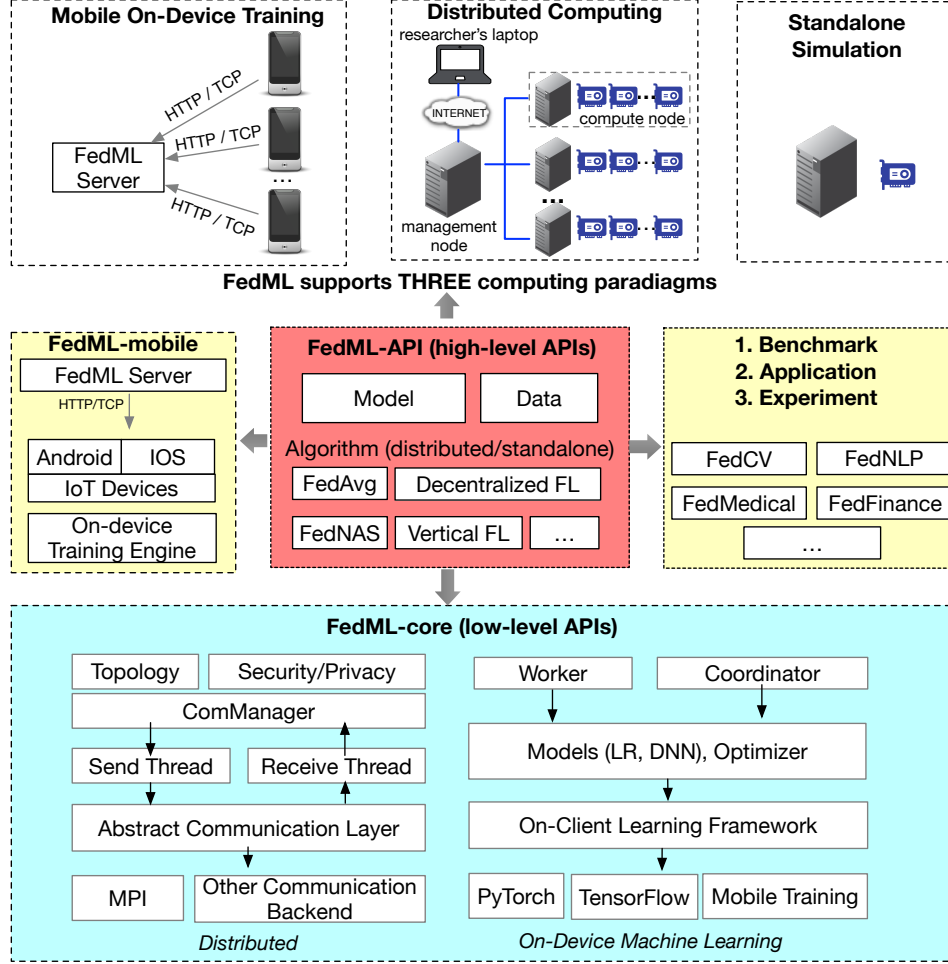 Mobile On-Device Training
HTTP / TCP
HTTP / TCP
HTTP / TCP
FedML
Server
...
Distributed Computing
researcher's laptop
INTERNET
compute node
...
...
...
...
management
node
Standalone
Simulation
FedML supports THREE computing paradiagms
FedML-mobile
FedML Server
HTTP/TCP
Android
IOS
IoT Devices
On-device
Training Engine
FedML-API (high-level APIs)
Model
Data
Algorithm (distributed/standalone)
FedAvg
Decentralized FL
FedNAS
Vertical FL
...
1. Benchmark
2. Application
3. Experiment
FedCV
FedNLP
FedMedical
FedFinance
...
FedML-core (low-level APIs)
Topology
Security/Privacy
ComManager
Send Thread
Receive Thread
Abstract Communication Layer
MPI
Other Communication
Backend
Distributed
Worker
Coordinator
Models (LR, DNN), Optimizer
On-Client Learning Framework
PyTorch
TensorFlow
Mobile Training
On-Device Machine Learning